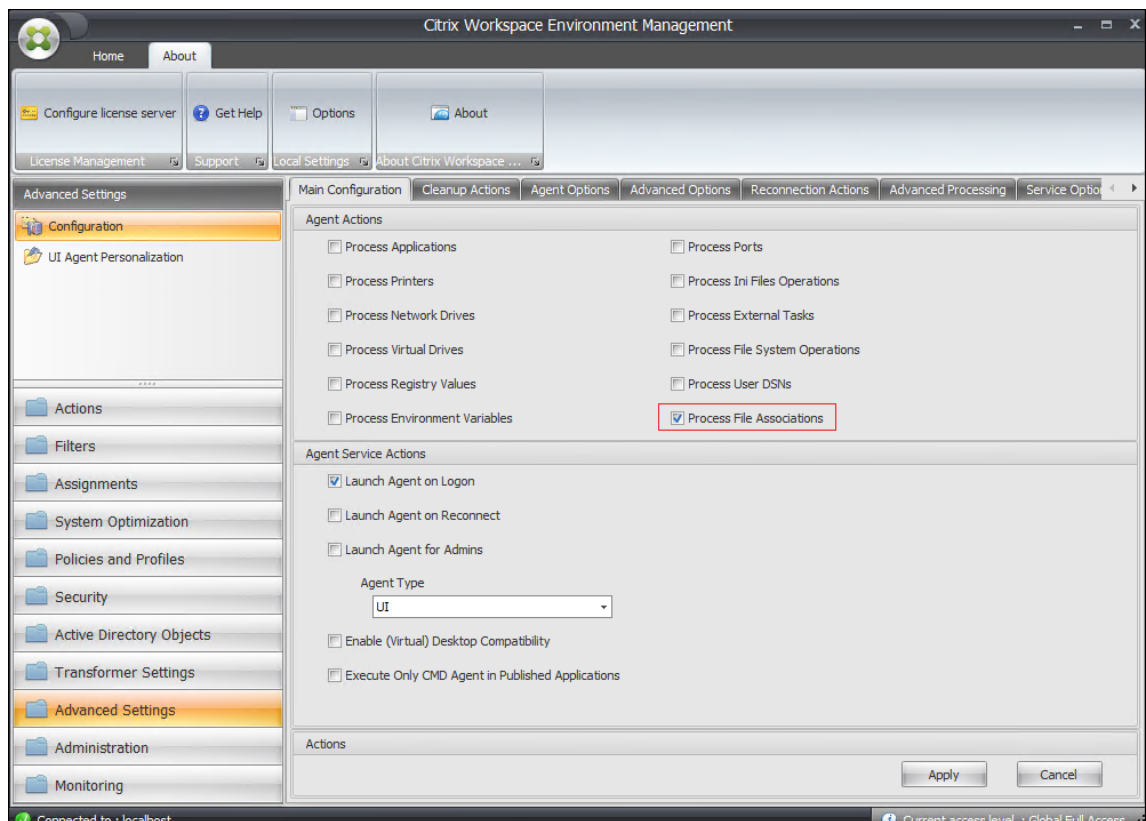 Citrix Workspace Environment Management
Home About
Configure license server Get Help Options About
License Management Support Local Settings About Citrix Workspace ...
Advanced Settings
Configuration
UI Agent Personalization
Actions
Filters
Assignments
System Optimization
Policies and Profiles
Security
Active Directory Objects
Transformer Settings
Advanced Settings
Administration
Monitoring
Main Configuration Cleanup Actions Agent Options Advanced Options Reconnection Actions Advanced Processing Service Option
Agent Actions
Process Applications Process Ports
Process Printers Process Ini Files Operations
Process Network Drives Process External Tasks
Process Virtual Drives Process File System Operations
Process Registry Values Process User DSNs
Process Environment Variables Process File Associations
Agent Service Actions
Launch Agent on Logon
Launch Agent on Reconnect
Launch Agent for Admins
Agent Type
UI
Enable (Virtual) Desktop Compatibility
Execute Only CMD Agent in Published Applications
Actions
Apply Cancel
Connected to : localhost Current access level : Global Full Access